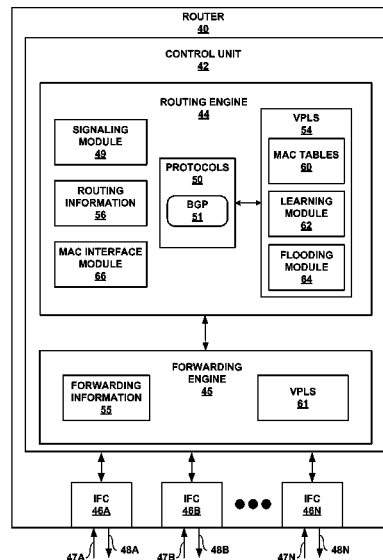 ROUTER
40
CONTROL UNIT
42
ROUTING ENGINE
44
SIGNALING
MODULE
49
ROUTING
INFORMATION
56
MAC INTERFACE
MODULE
66
PROTOCOLS
50
BGP
51
VPLS
54
MAC TABLES
60
LEARNING
MODULE
62
FLOODING
MODULE
64
FORWARDING
ENGINE
45
FORWARDING
INFORMATION
55
VPLS
61
IFC
46A
IFC
46B
IFC
46N
47A
48A
47B
48B
47N
48N